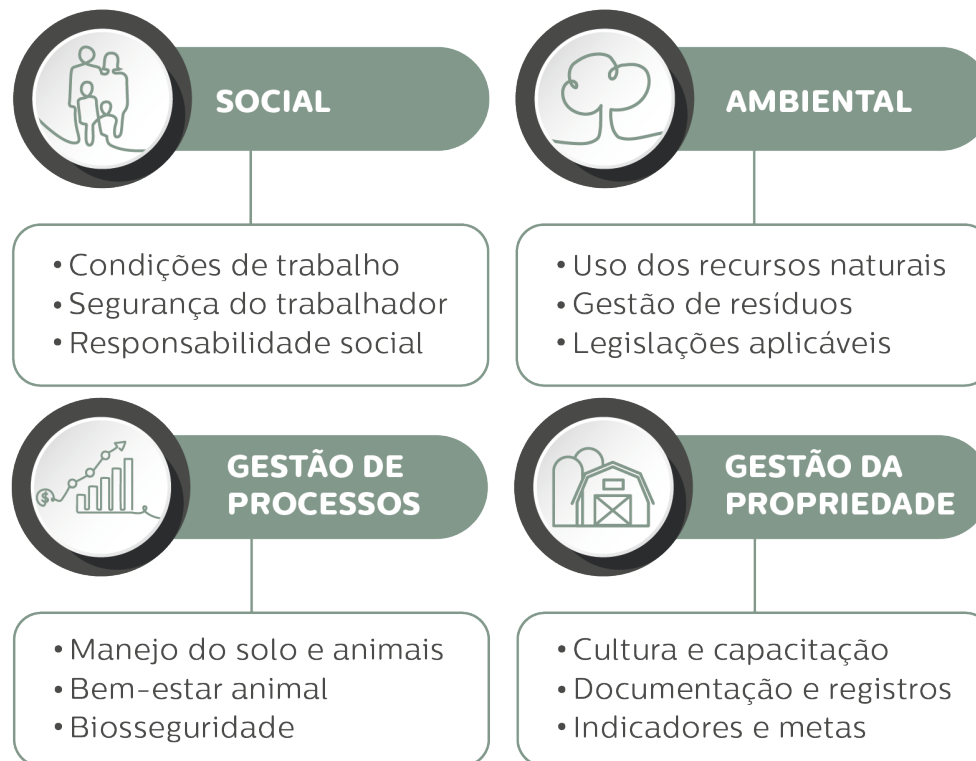 SOCIAL
• Condições de trabalho
• Segurança do trabalhador
• Responsabilidade social
AMBIENTAL
• Uso dos recursos naturais
• Gestão de resíduos
• Legislações aplicáveis
GESTÃO DE
PROCESSOS
$
• Manejo do solo e animais
• Bem-estar animal
• Biosseguridade
GESTÃO DA
PROPRIEDADE
• Cultura e capacitação
• Documentação e registros
• Indicadores e metas